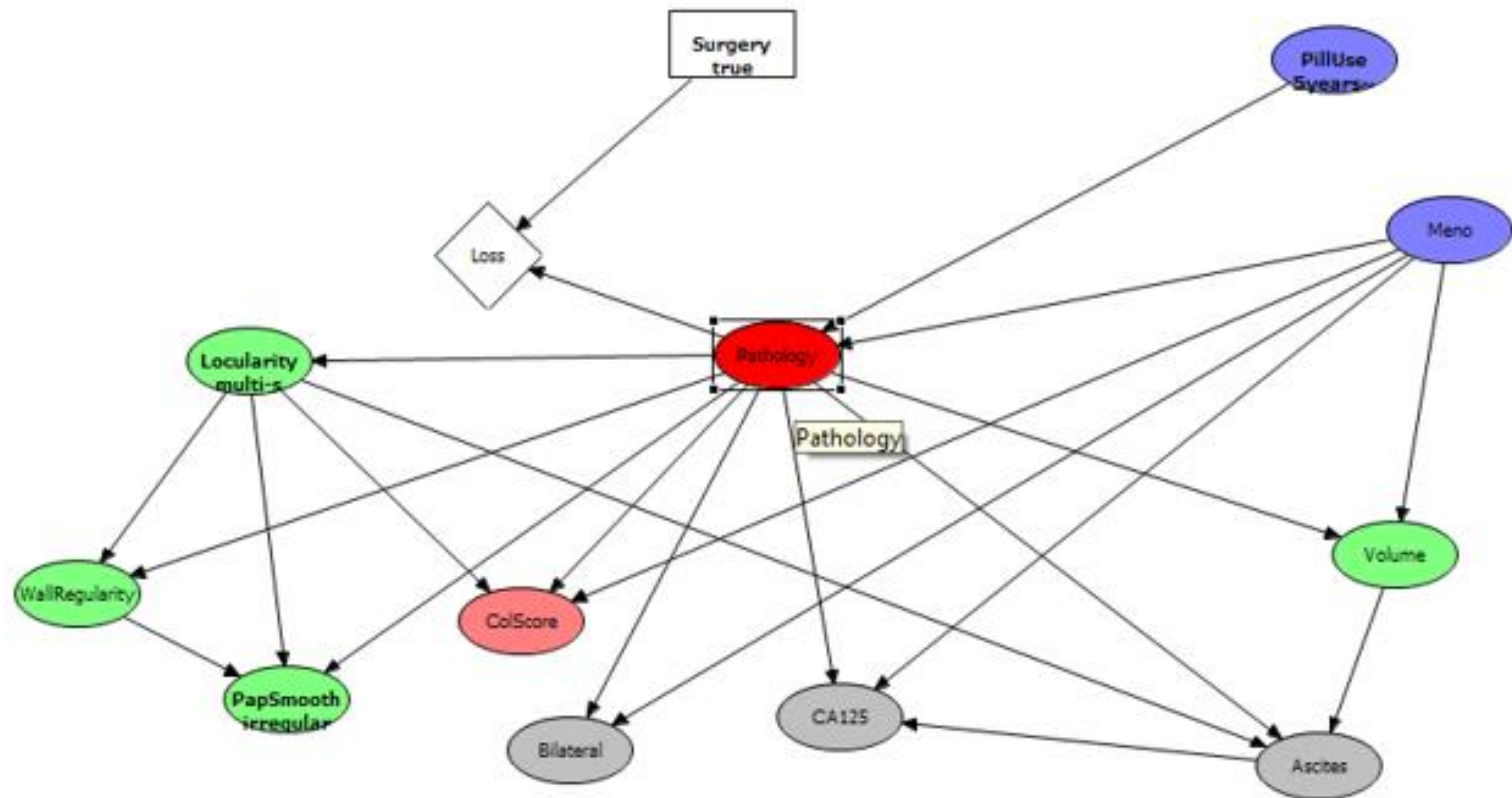 Surgery
true
PillUse
5years~
Meno
Loss
Pathology
Locularity
multi-s
Pathology
Volume
WallRegularity
ColScore
PapSmooth
irregular
CA125
Bilateral
Ascites